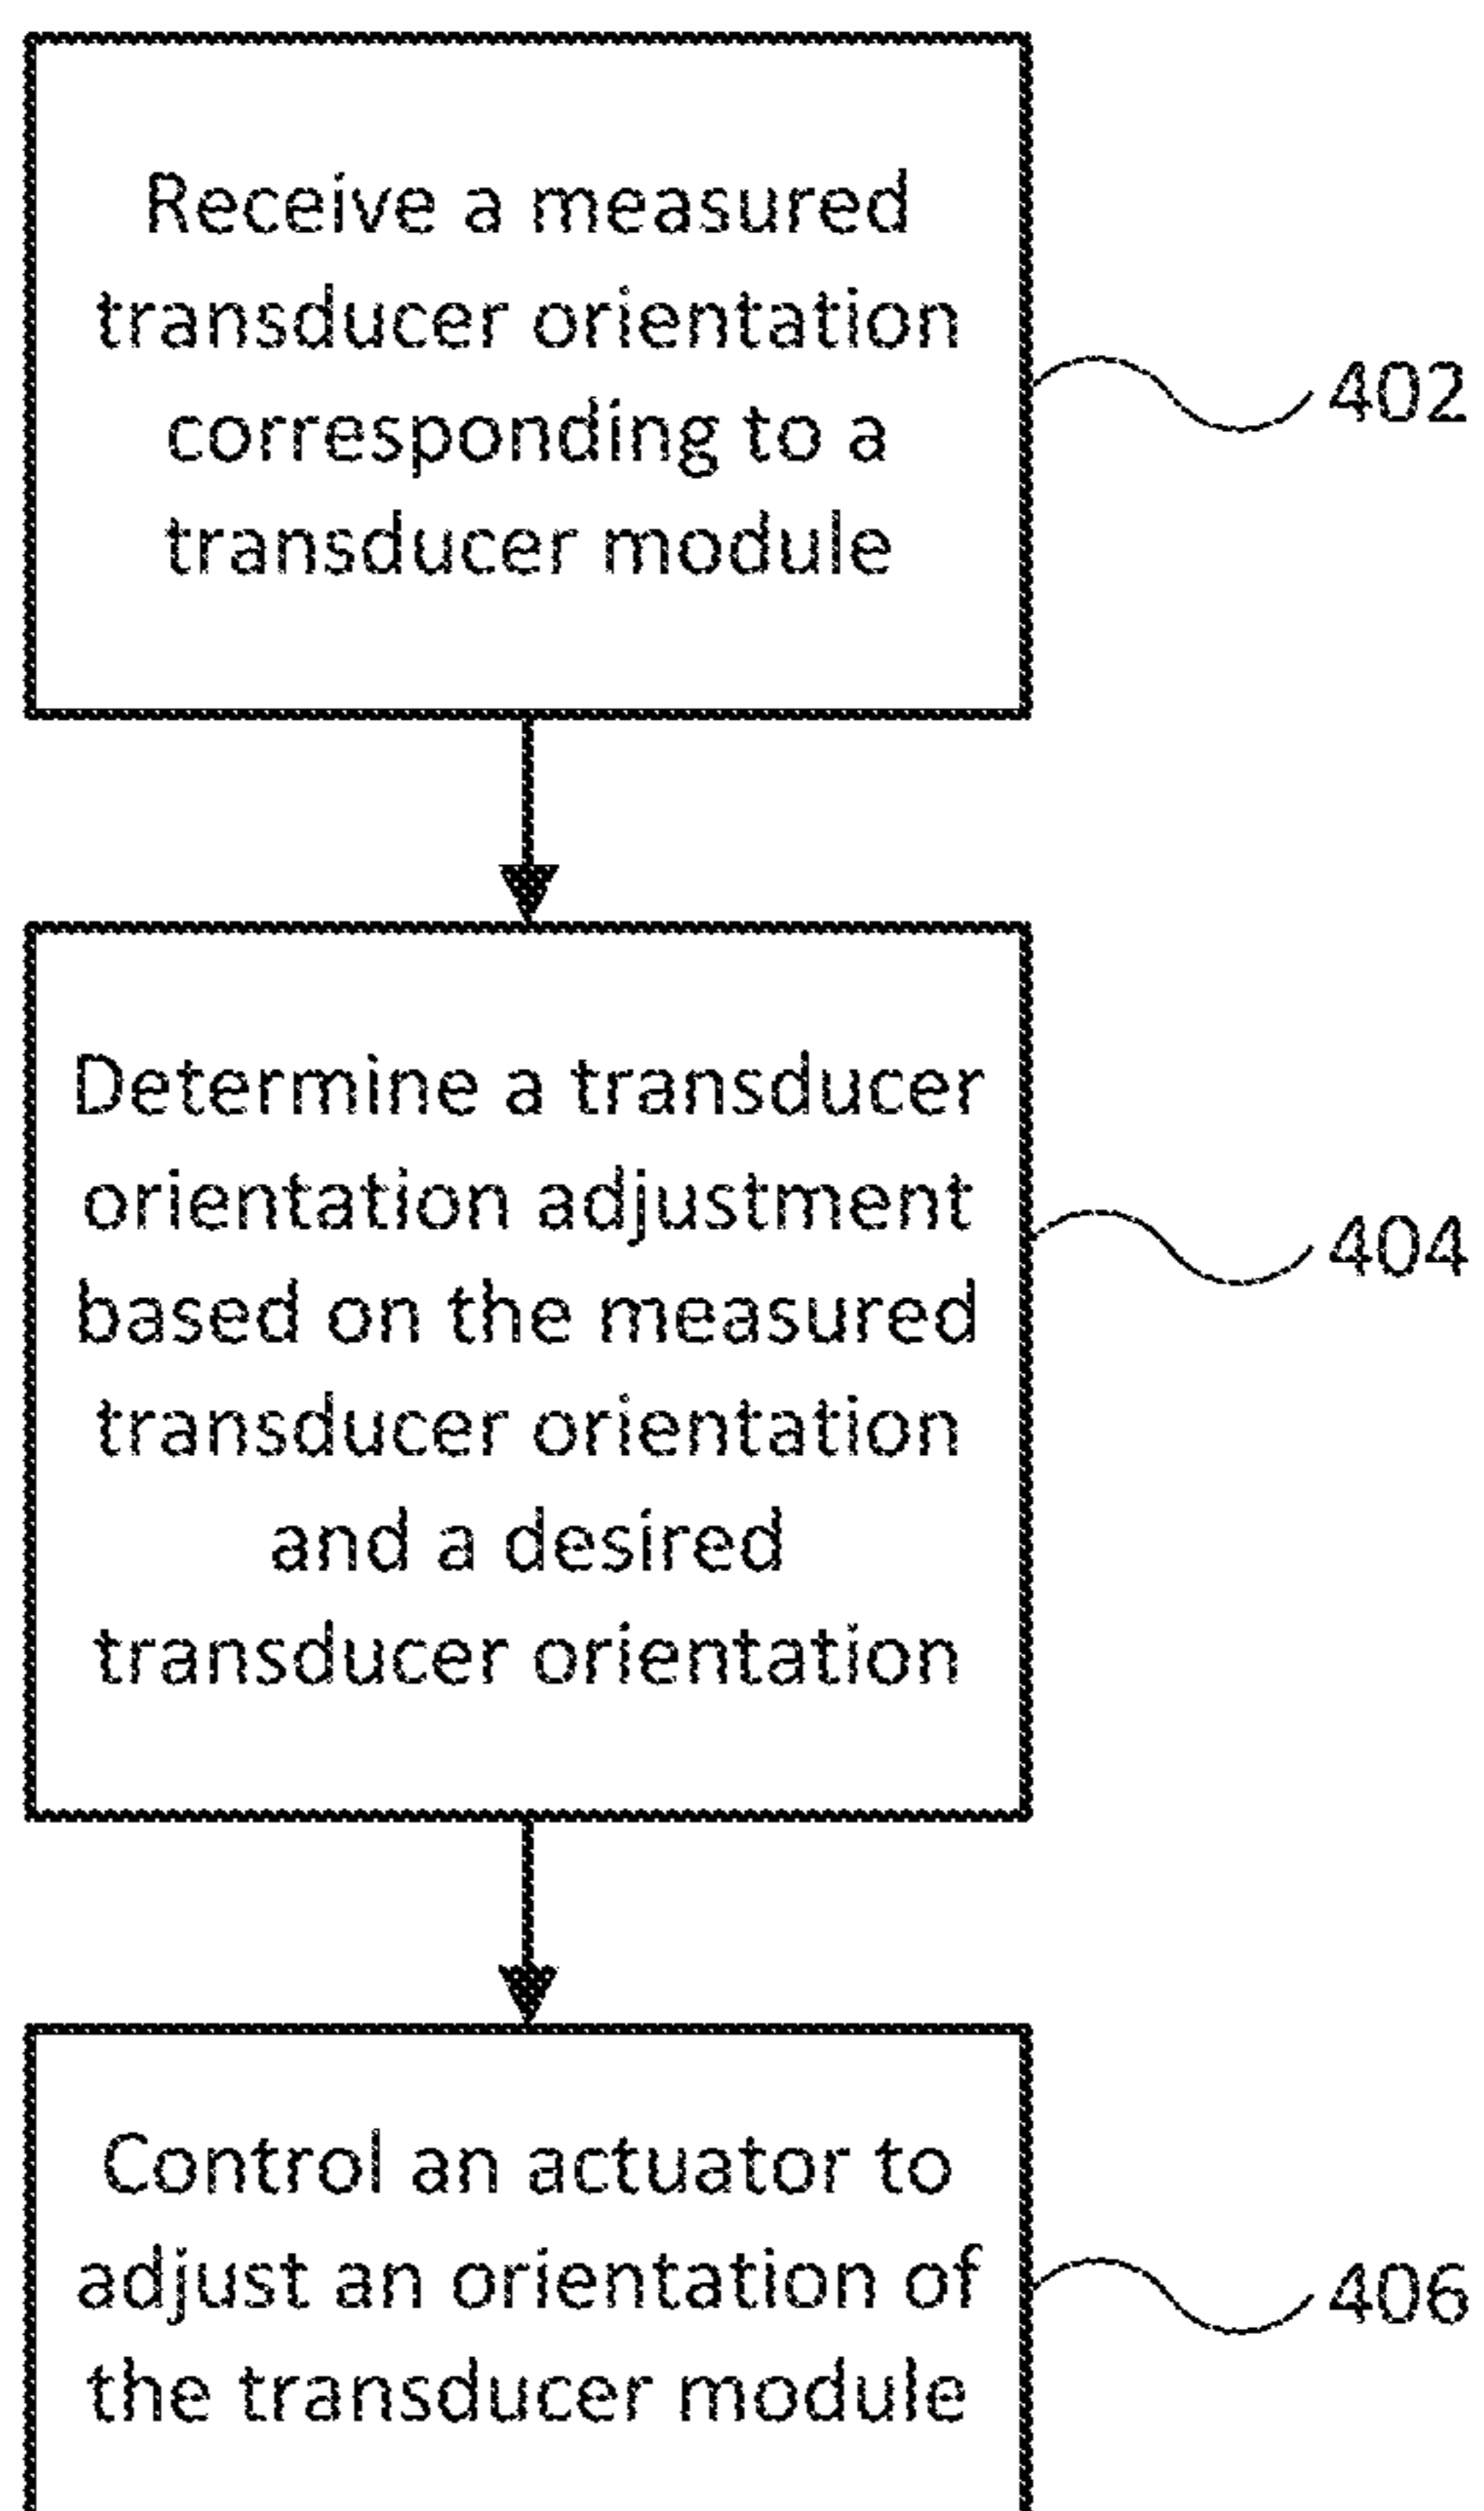 Receive a measured
transducer orientation
corresponding to a
transducer module
402
Determine a transducer
orientation adjustment
based on the measured
transducer orientation
and a desired
transducer orientation
404
Control an actuator to
adjust an orientation of
the transducer module
406